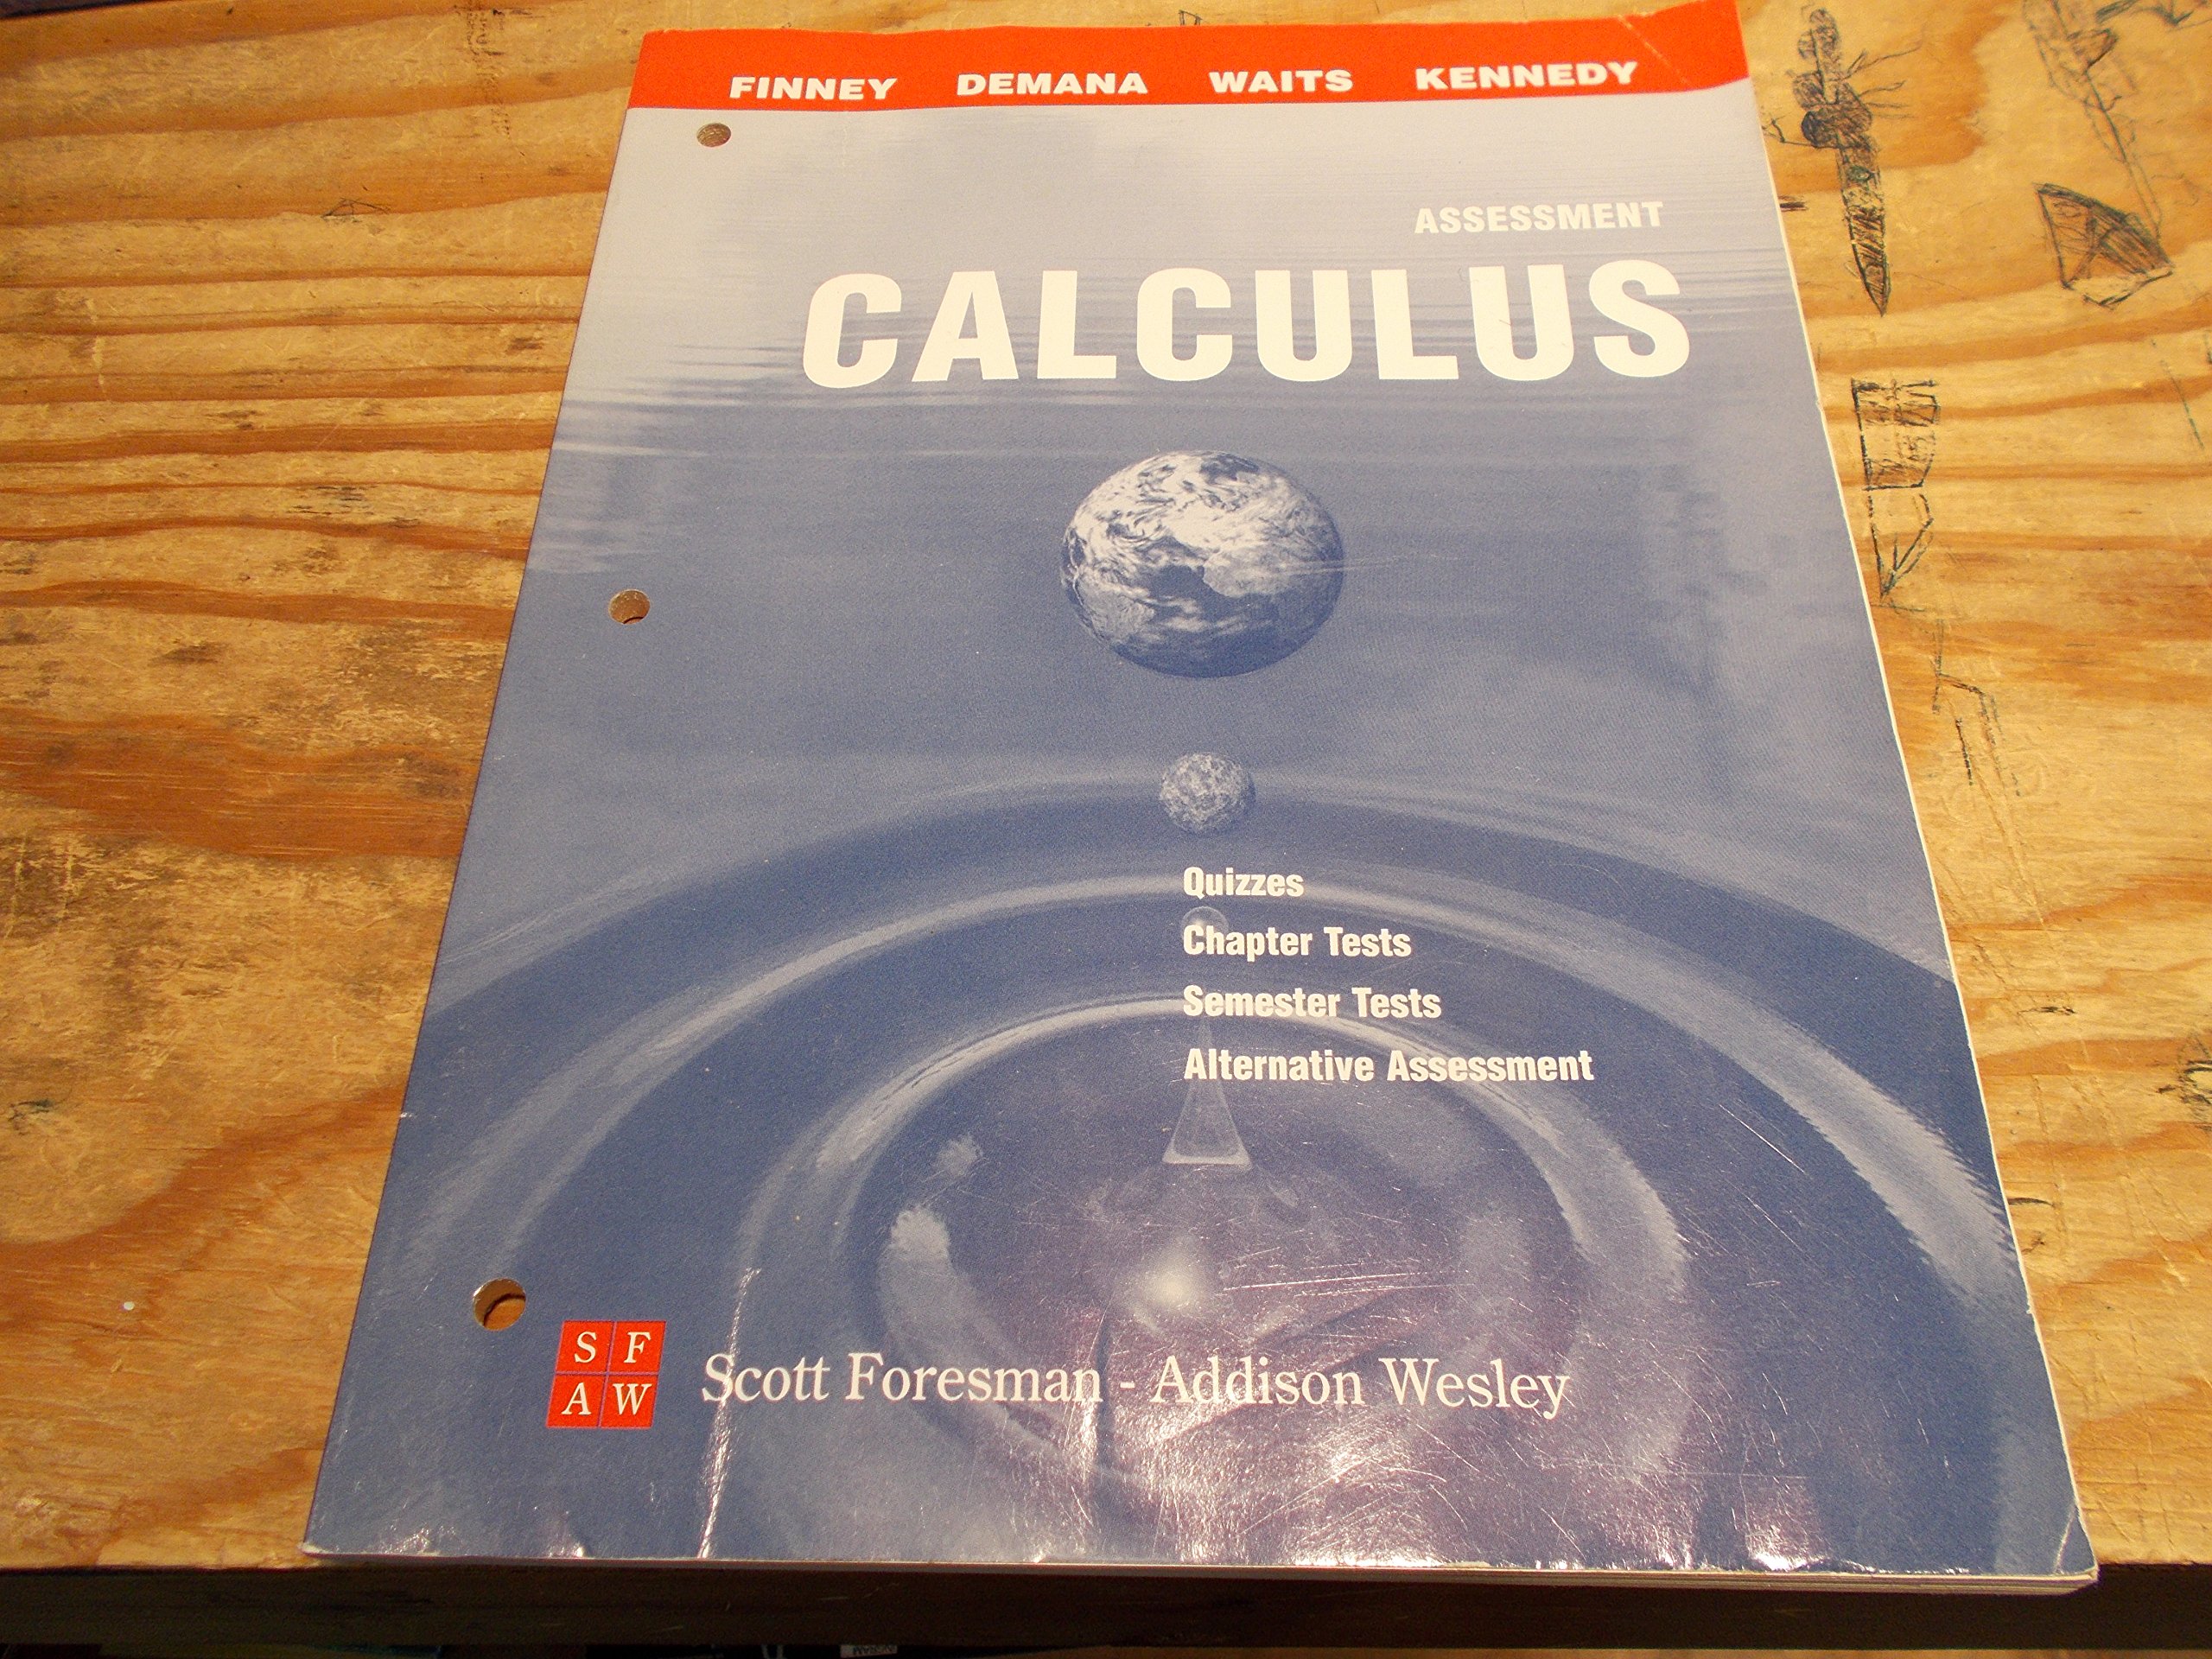 FINNEY DEMANA WAITS KENNEDY
ASSESSMENT
CALCULUS
Quizzes
Chapter Tests
Semester Tests
Alternative Assessment
S F
A W
Scott Foresman - Addison Wesley